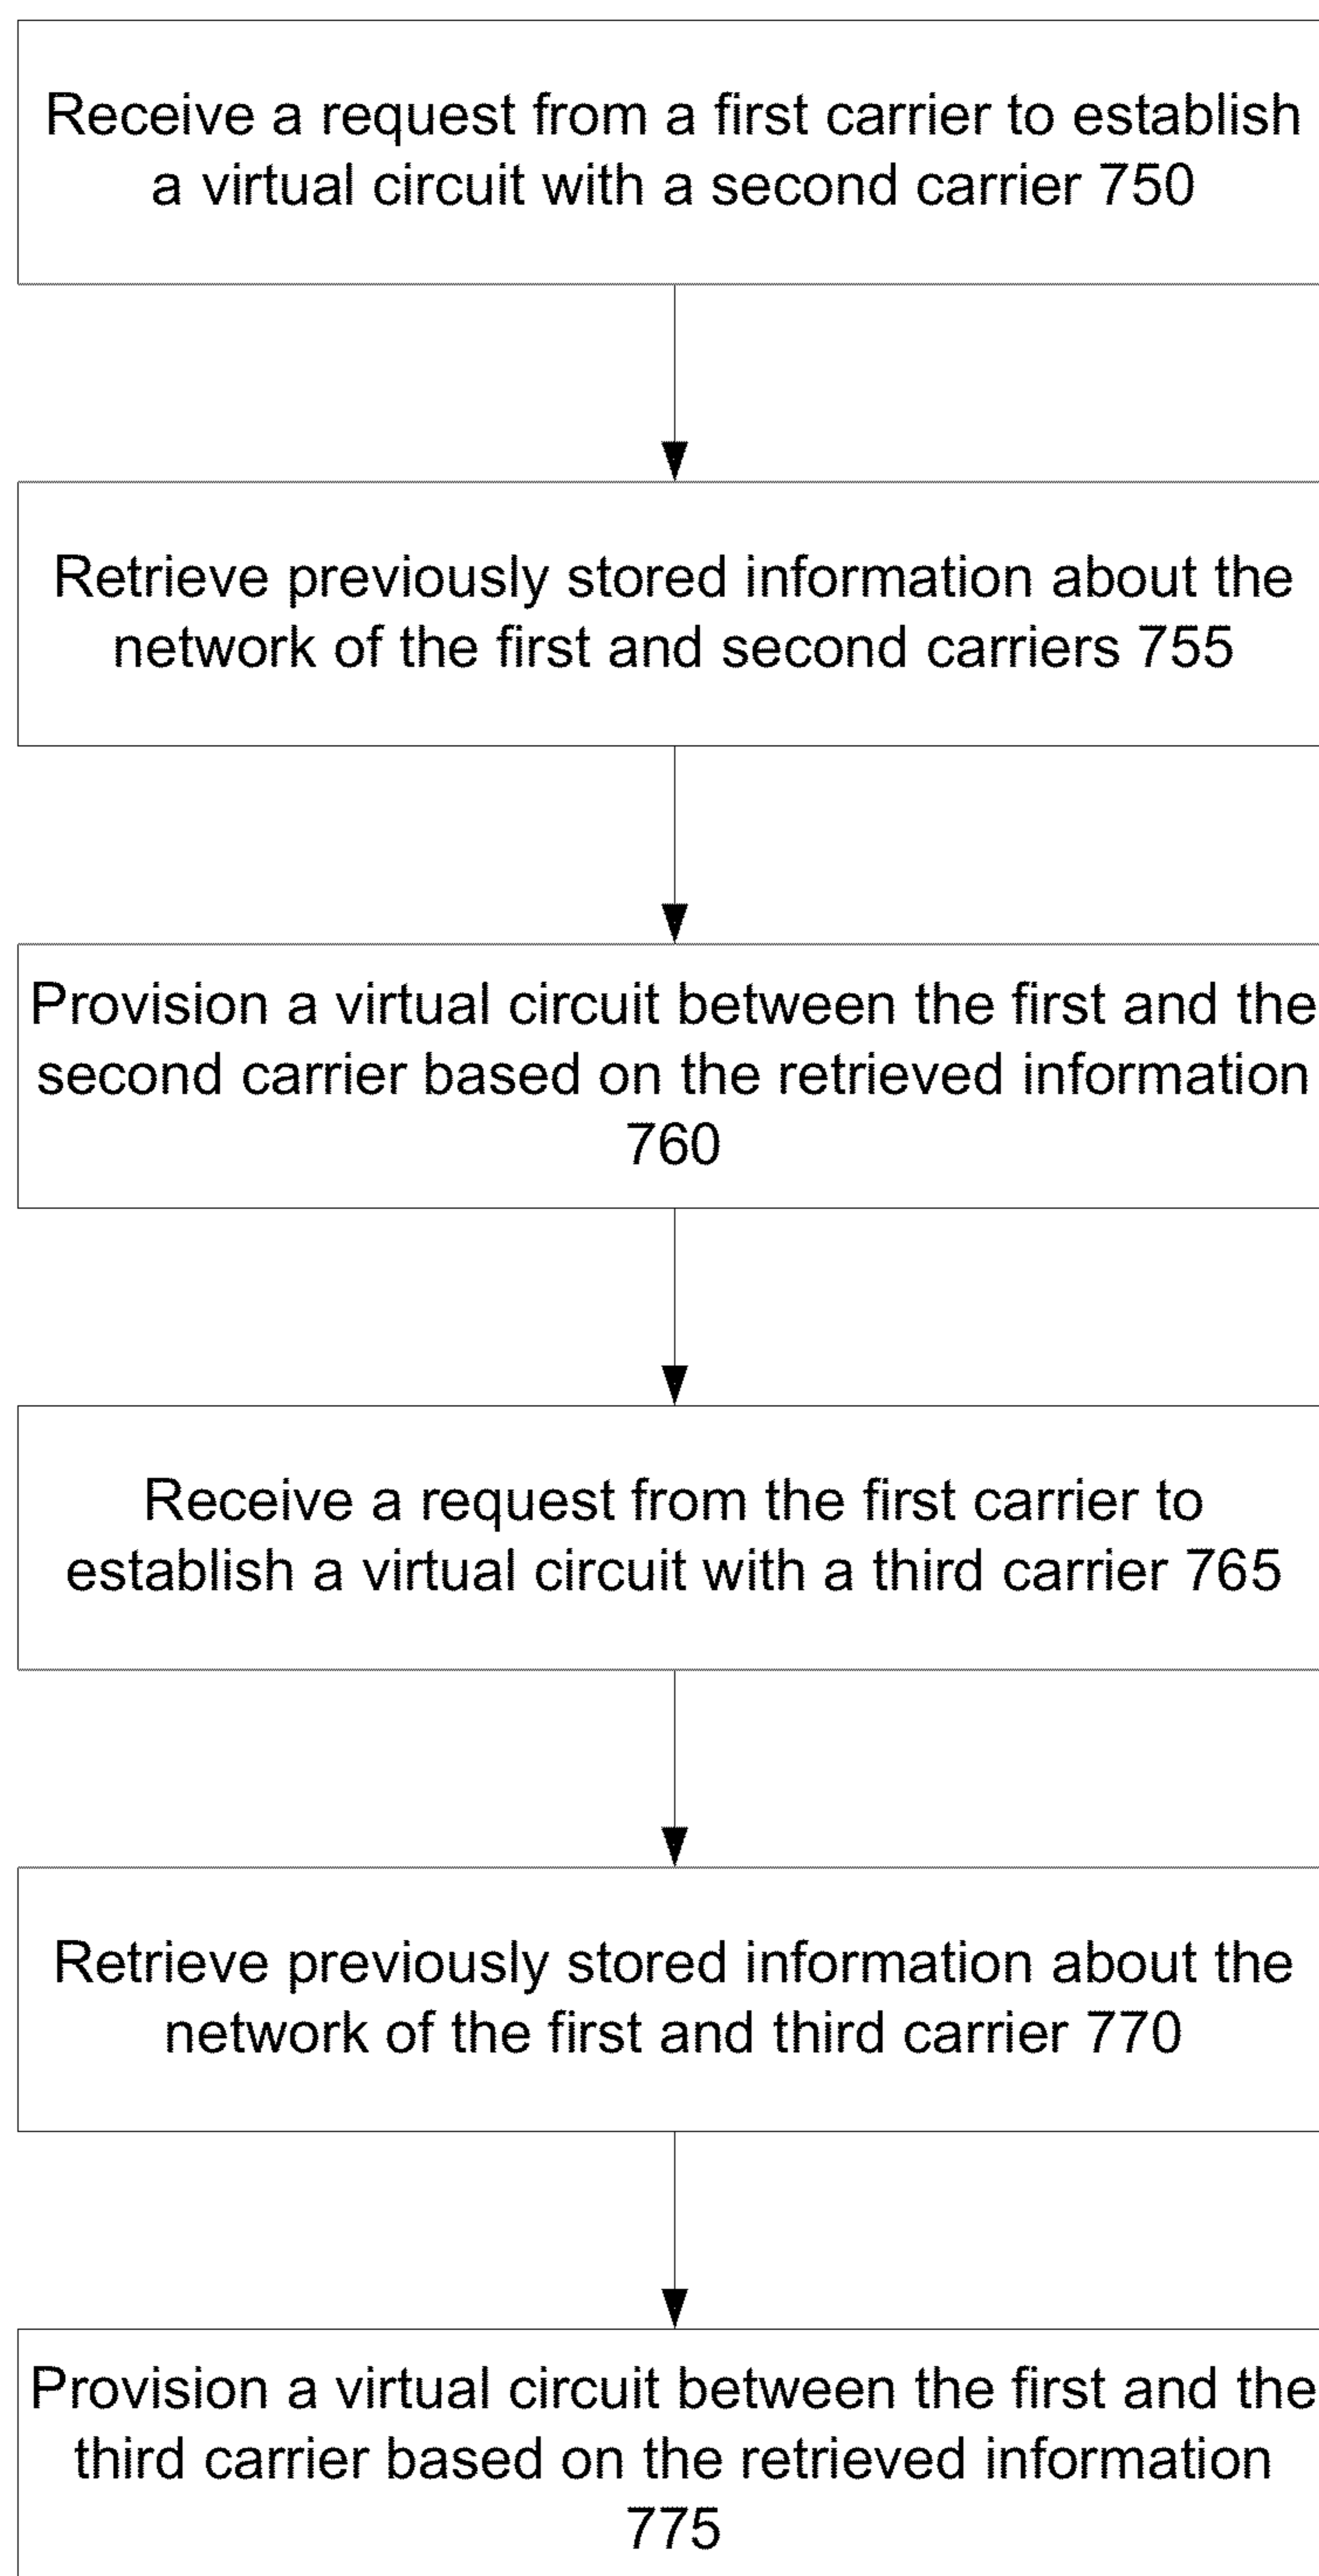 Receive a request from a first carrier to establish
a virtual circuit with a second carrier 750
Retrieve previously stored information about the
network of the first and second carriers 755
Provision a virtual circuit between the first and the
second carrier based on the retrieved information
760
Receive a request from the first carrier to
establish a virtual circuit with a third carrier 765
Retrieve previously stored information about the
network of the first and third carrier 770
Provision a virtual circuit between the first and the
third carrier based on the retrieved information
775